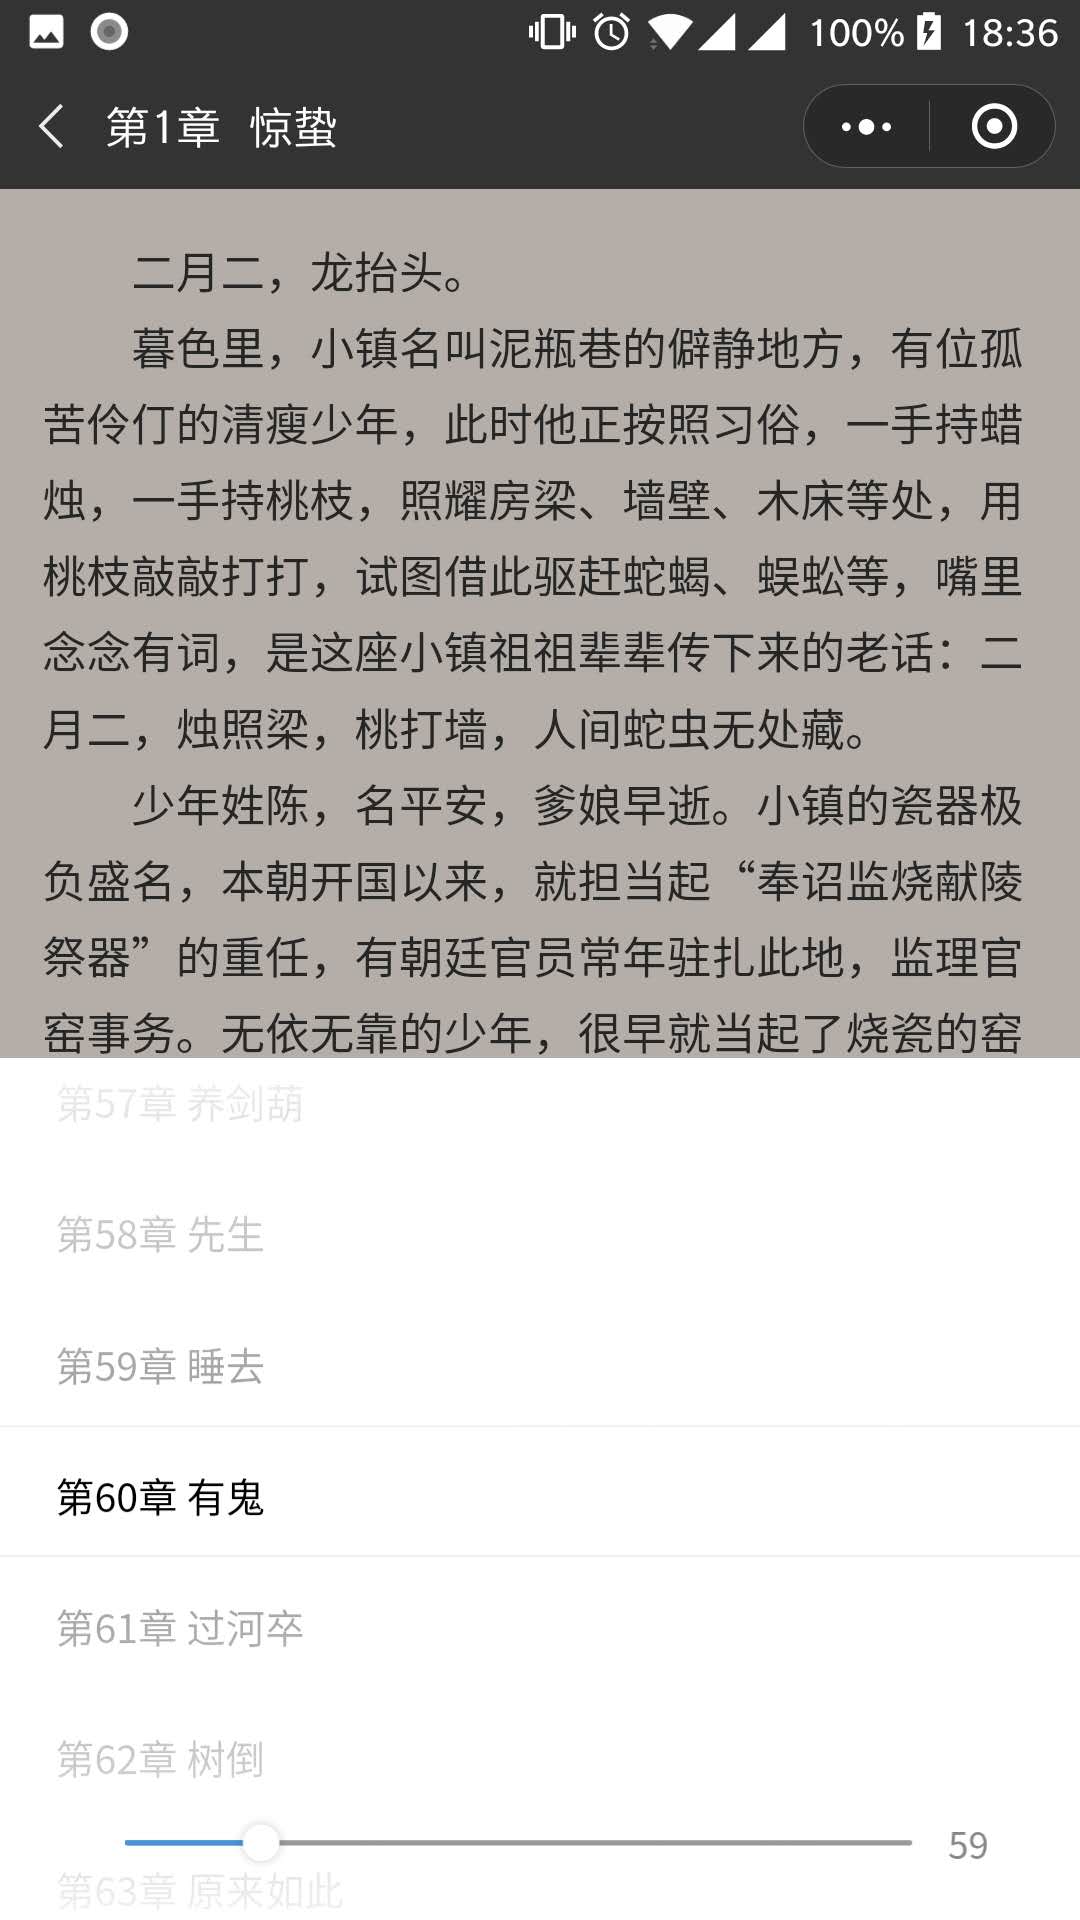 100% 18:36
第1章 惊蛰
二月二，龙抬头。
暮色里，小镇名叫泥瓶巷的僻静地方，有位孤
苦伶仃的清瘦少年，此时他正按照习俗，一手持蜡
烛，一手持桃枝，照耀房梁、墙壁、木床等处，用
桃枝敲敲打打，试图借此驱赶蛇蝎、蜈蚣等，嘴里
念念有词，是这座小镇祖祖辈辈传下来的老话：二
月二，烛照梁，桃打墙，人间蛇虫无处藏。
少年姓陈，名平安，爹娘早逝。小镇的瓷器极
负盛名，本朝开国以来，就担当起“奉诏监烧献陵
祭器”的重任，有朝廷官员常年驻扎此地，监理官
窑事务。无依无靠的少年，很早就当起了烧瓷的窑
第57章 养剑葫
第58章 先生
第59章 睡去
第60章 有鬼
第61章 过河卒
第62章 树倒
59
第63章 原来如此